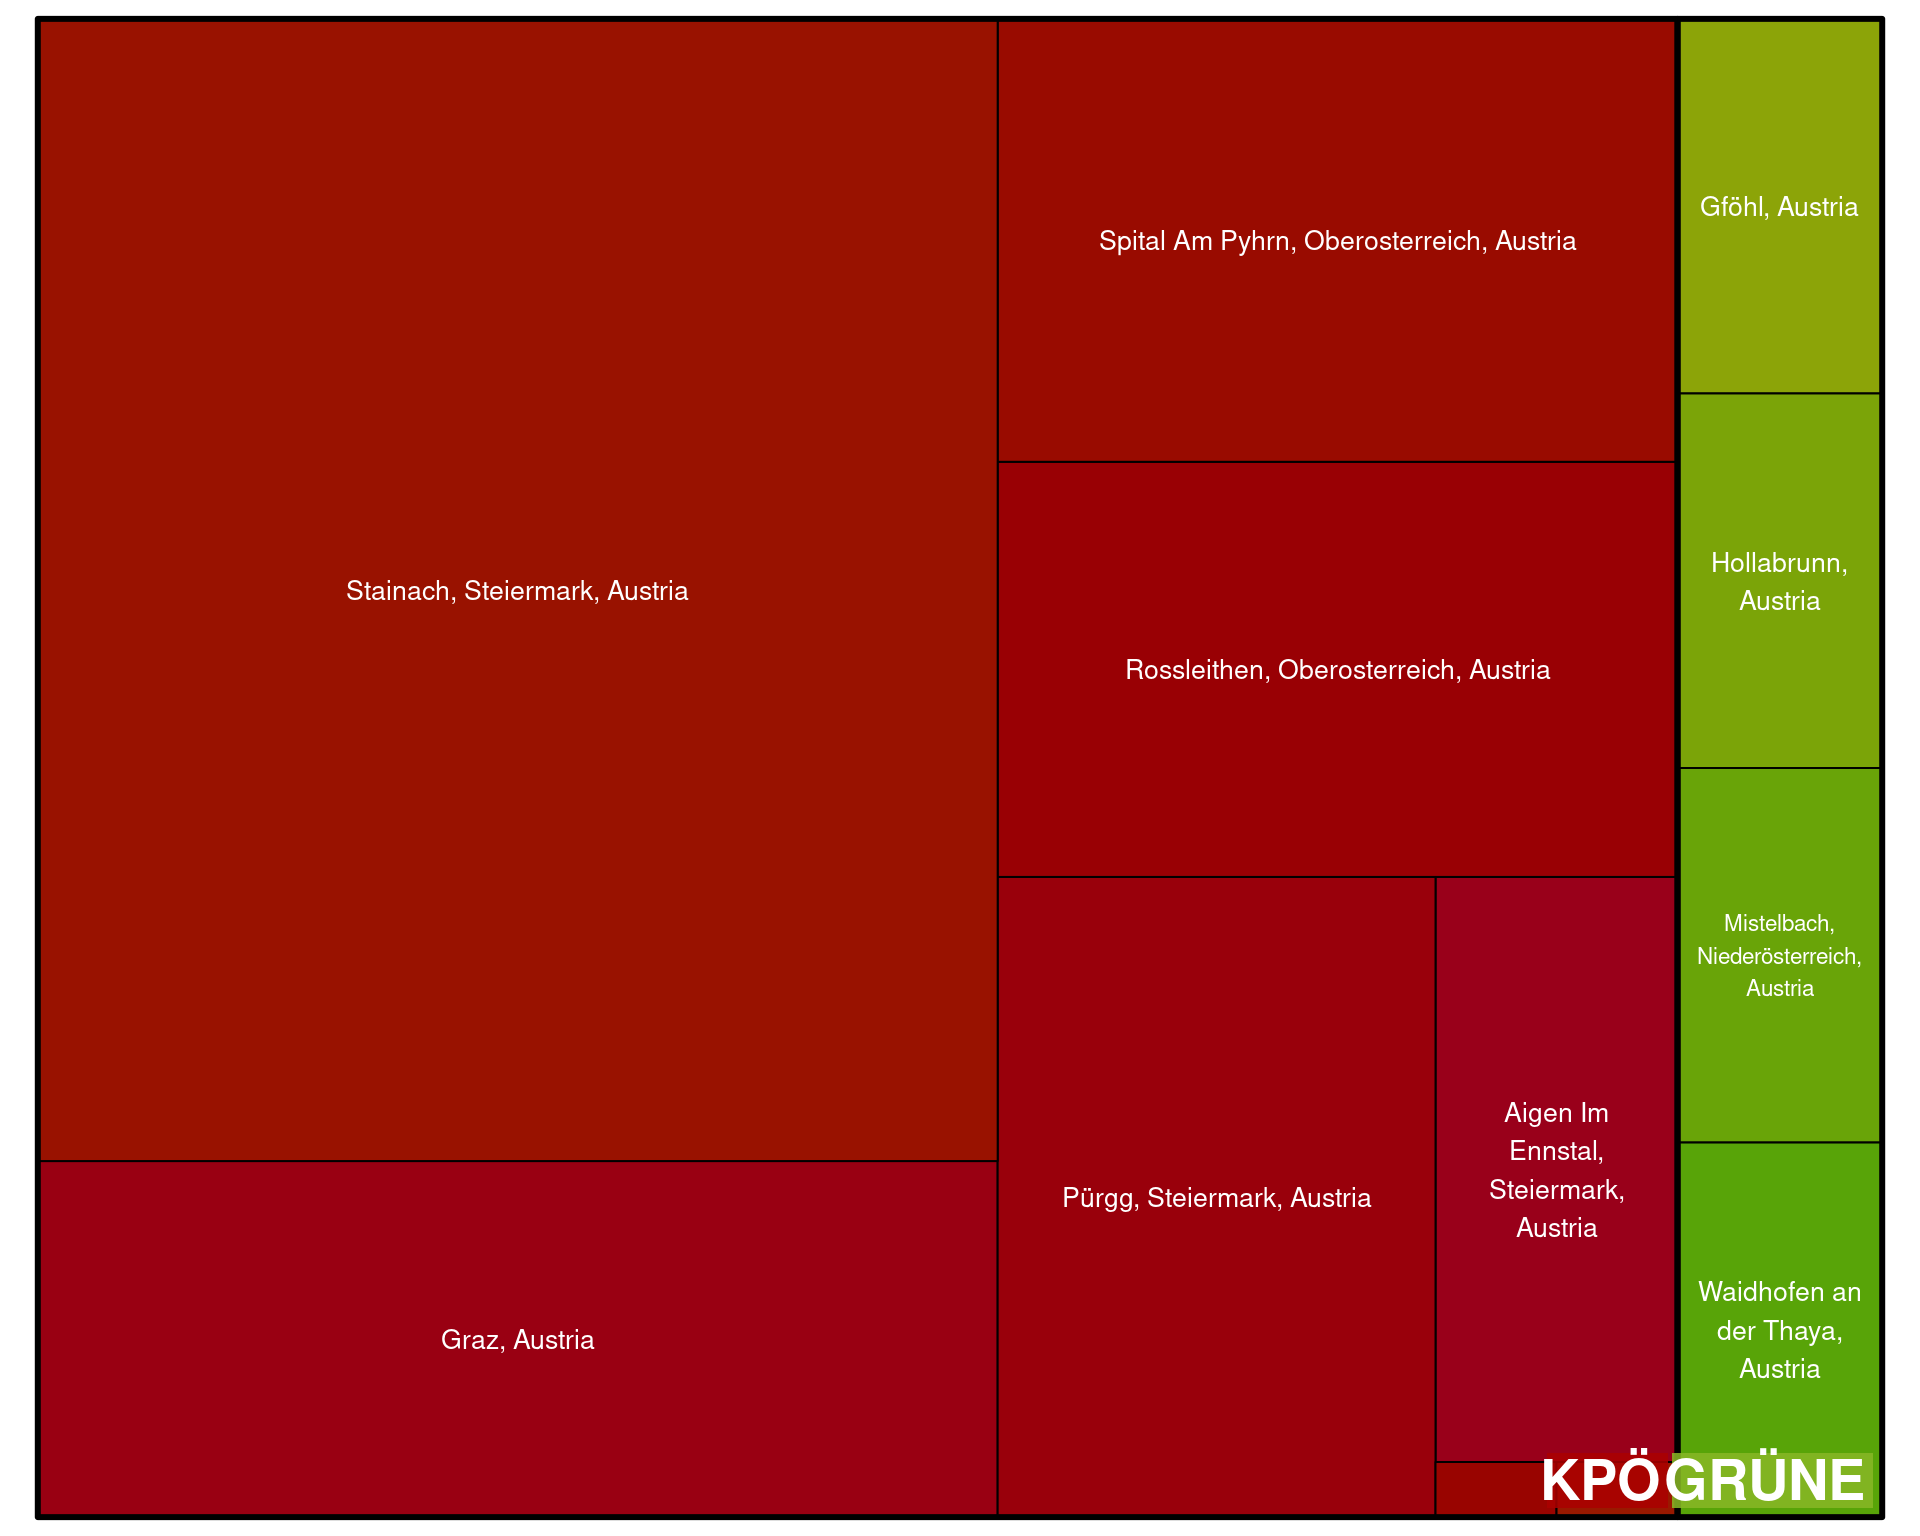 Stainach, Steiermark, Austria
Graz, Austria
Spital Am Pyhrn, Oberosterreich, Austria
Rossleithen, Oberosterreich, Austria
Pürgg, Steiermark, Austria
Aigen Im
Ennstal,
Steiermark,
Austria
KPÖ
Gföhl, Austria
Hollabrunn,
Austria
Mistelbach,
Niederösterreich,
Austria
Waidhofen an
der Thaya,
Austria
GRÜNE